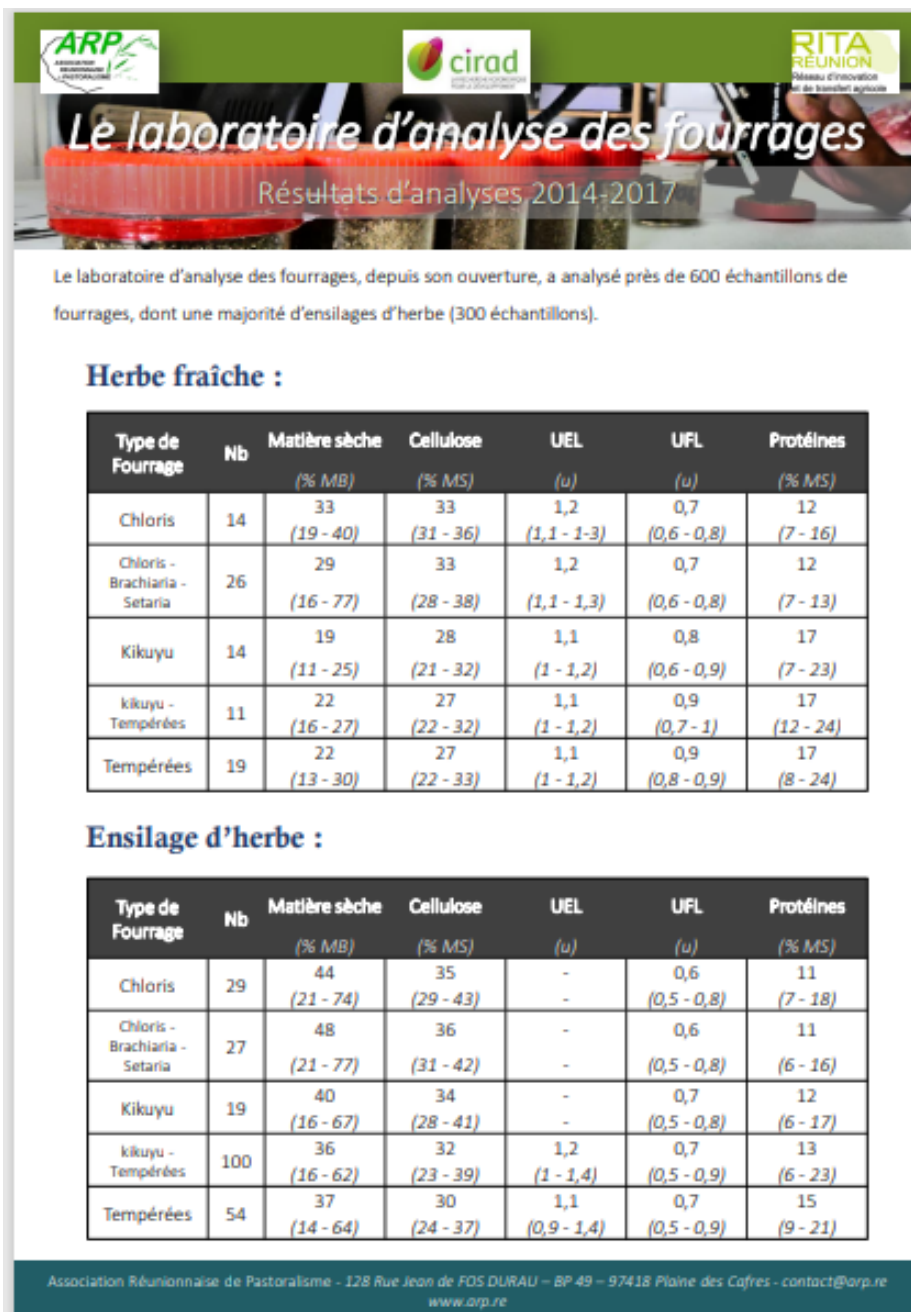 ARP
ASSOCIATION
RÉUNIONNAISE
de PASTORALISME
cirad
LA RECHERCHE AGRONOMIQUE
POUR LE DÉVELOPPEMENT
RITA
RÉUNION
Réseau d'innovation
et de transfert agricole
Le laboratoire d'analyse des fourrages
Résultats d'analyses 2014-2017
Le laboratoire d'analyse des fourrages, depuis son ouverture, a analysé près de 600 échantillons de
fourrages, dont une majorité d'ensilages d'herbe (300 échantillons).
Herbe fraîche :
Type de Fourrage Nb Matière sèche Cellulose UEL UFL Protéines
(% MB) (% MS) (u) (u) (% MS)
Chloris 14 33 33 1,2 0,7 12
(19 - 40) (31 - 36) (1,1 - 1-3) (0,6 - 0,8) (7 - 16)
Chloris - Brachiaria - Setaria 26 29 33 1,2 0,7 12
(16 - 77) (28 - 38) (1,1 - 1,3) (0,6 - 0,8) (7 - 13)
Kikuyu 14 19 28 1,1 0,8 17
(11 - 25) (21 - 32) (1 - 1,2) (0,6 - 0,9) (7 - 23)
kikuyu - Tempérées 11 22 27 1,1 0,9 17
(16 - 27) (22 - 32) (1 - 1,2) (0,7 - 1) (12 - 24)
Tempérées 19 22 27 1,1 0,9 17
(13 - 30) (22 - 33) (1 - 1,2) (0,8 - 0,9) (8 - 24)
Ensilage d'herbe :
Type de Fourrage Nb Matière sèche Cellulose UEL UFL Protéines
(% MB) (% MS) (u) (u) (% MS)
Chloris 29 44 35 - 0,6 11
(21 - 74) (29 - 43) - (0,5 - 0,8) (7 - 18)
Chloris - Brachiaria - Setaria 27 48 36 - 0,6 11
(21 - 77) (31 - 42) - (0,5 - 0,8) (6 - 16)
Kikuyu 19 40 34 - 0,7 12
(16 - 67) (28 - 41) - (0,5 - 0,8) (6 - 17)
kikuyu - Tempérées 100 36 32 1,2 0,7 13
(16 - 62) (23 - 39) (1 - 1,4) (0,5 - 0,9) (6 - 23)
Tempérées 54 37 30 1,1 0,7 15
(14 - 64) (24 - 37) (0,9 - 1,4) (0,5 - 0,9) (9 - 21)
Association Réunionnaise de Pastoralisme - 128 Rue Jean de FOS DURAU – BP 49 – 97418 Plaine des Cafres - contact@arp.re
www.arp.re